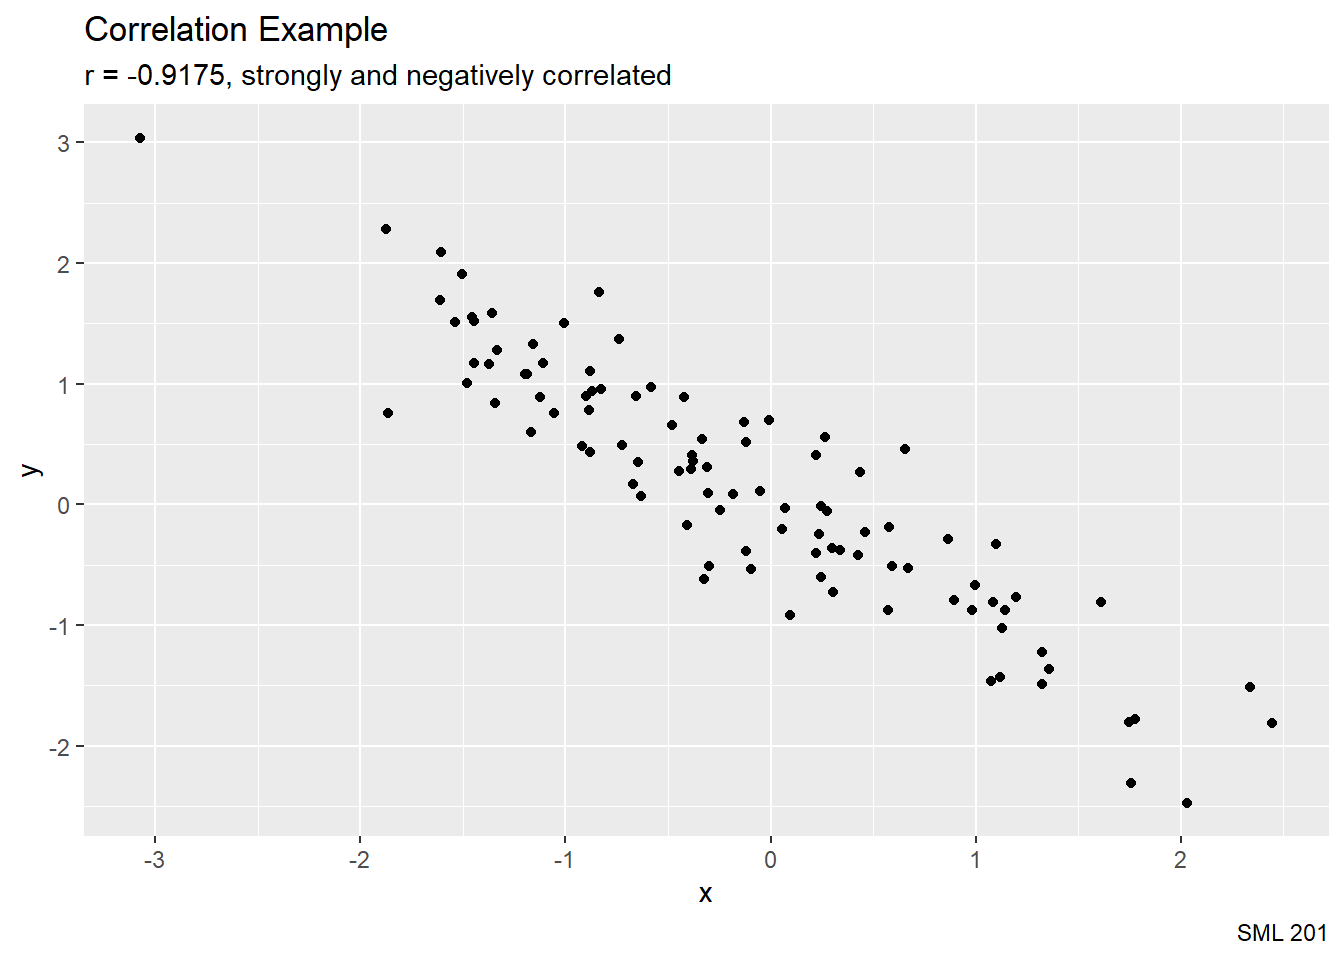 Correlation Example
r = -0.9175, strongly and negatively correlated
3
2
1
0
-1
-2
y
-3 -2 -1 0 1 2
x
SML 201